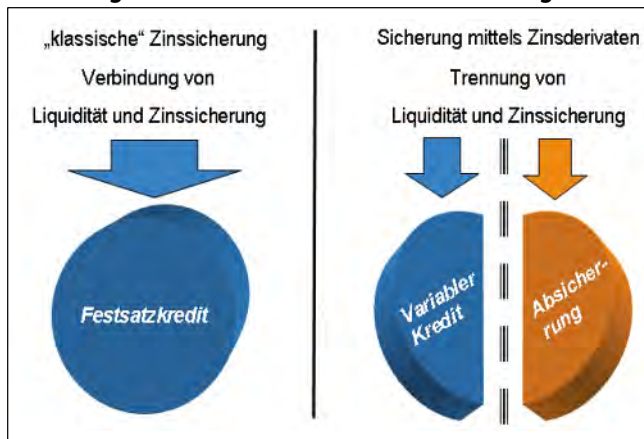 „klassische" Zinssicherung
Verbindung von
Liquidität und Zinssicherung
Festsatzkredit
Sicherung mittels Zinsderivaten
Trennung von
Liquidität und Zinssicherung
Variabler
Kredit
Absicher-
rung